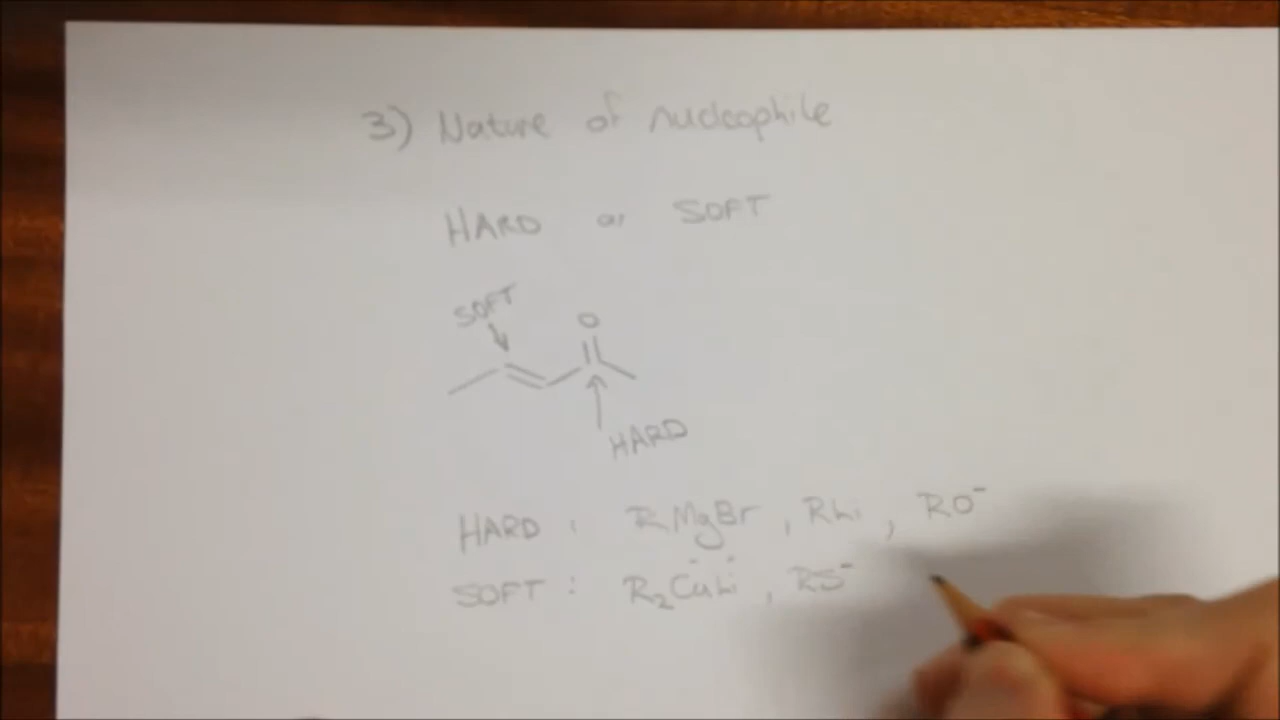 3) Nature of nucleophile
HARD or SOFT
SOFT
O
HARD
HARD : RMgBr , RLi , RO⁻
SOFT : R₂CuLi , RS⁻